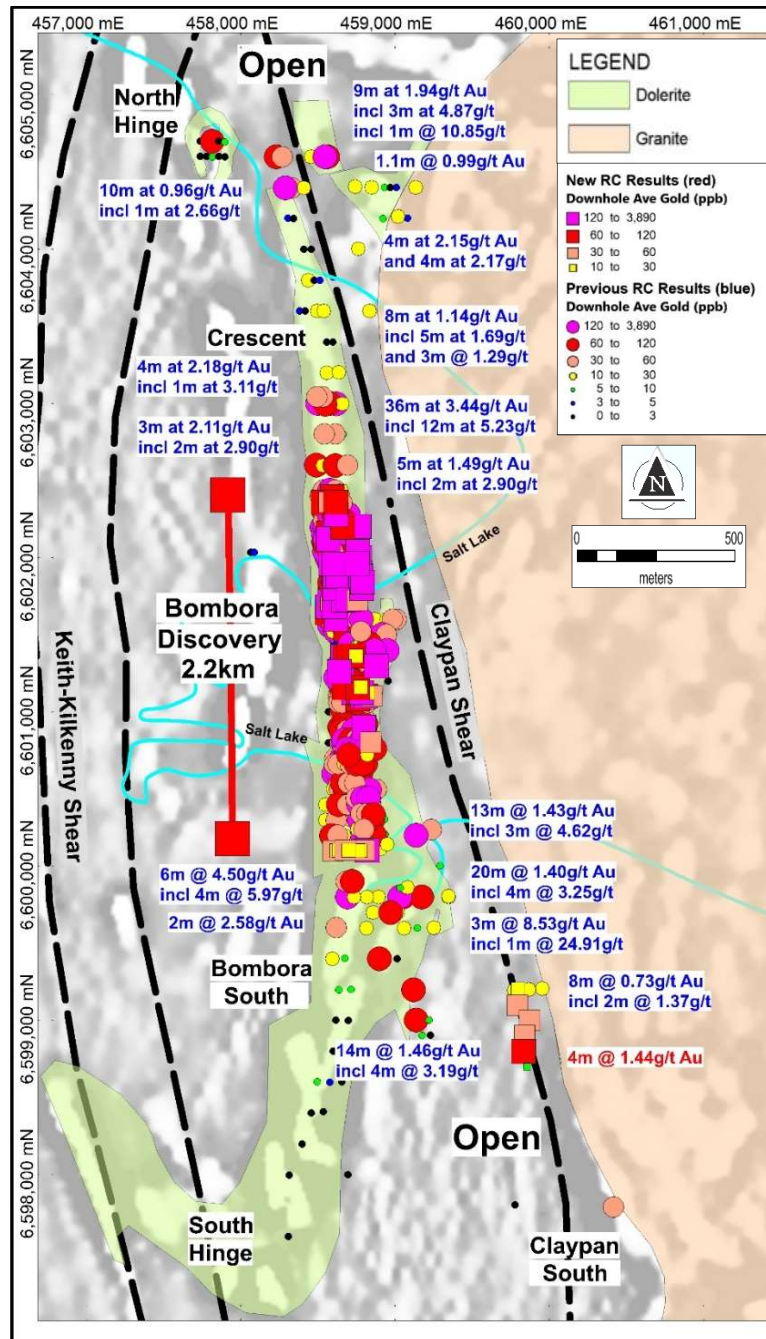 457,000 mE
458,000 mE
459,000 mE
460,000 mE
461,000 mE
6,605,000 mN
6,604,000 mN
6,603,000 mN
6,602,000 mN
6,601,000 mN
6,600,000 mN
6,599,000 mN
6,598,000 mN
Open
North
Hinge
9m at 1.94g/t Au
incl 3m at 4.87g/t
incl 1m @ 10.85g/t
1.1m @ 0.99g/t Au
10m at 0.96g/t Au
incl 1m at 2.66g/t
4m at 2.15g/t Au
and 4m at 2.17g/t
8m at 1.14g/t Au
incl 5m at 1.69g/t
and 3m @ 1.29g/t
Crescent
4m at 2.18g/t Au
incl 1m at 3.11g/t
3m at 2.11g/t Au
incl 2m at 2.90g/t
36m at 3.44g/t Au
incl 12m at 5.23g/t
5m at 1.49g/t Au
incl 2m at 2.90g/t
Salt Lake
Bombora
Discovery
2.2km
Keith-Kilkenny Shear
Claypan Shear
Salt Lake
13m @ 1.43g/t Au
incl 3m @ 4.62g/t
6m @ 4.50g/t Au
incl 4m @ 5.97g/t
2m @ 2.58g/t Au
20m @ 1.40g/t Au
incl 4m @ 3.25g/t
3m @ 8.53g/t Au
incl 1m @ 24.91g/t
Bombora
South
8m @ 0.73g/t Au
incl 2m @ 1.37g/t
14m @ 1.46g/t Au
incl 4m @ 3.19g/t
4m @ 1.44g/t Au
Open
South
Hinge
Claypan
South
LEGEND
Dolerite
Granite
New RC Results (red)
Downhole Ave Gold (ppb)
120 to 3,890
60 to 120
30 to 60
10 to 30
Previous RC Results (blue)
Downhole Ave Gold (ppb)
120 to 3,890
60 to 120
30 to 60
10 to 30
5 to 10
3 to 5
0 to 3
N
0 500
meters